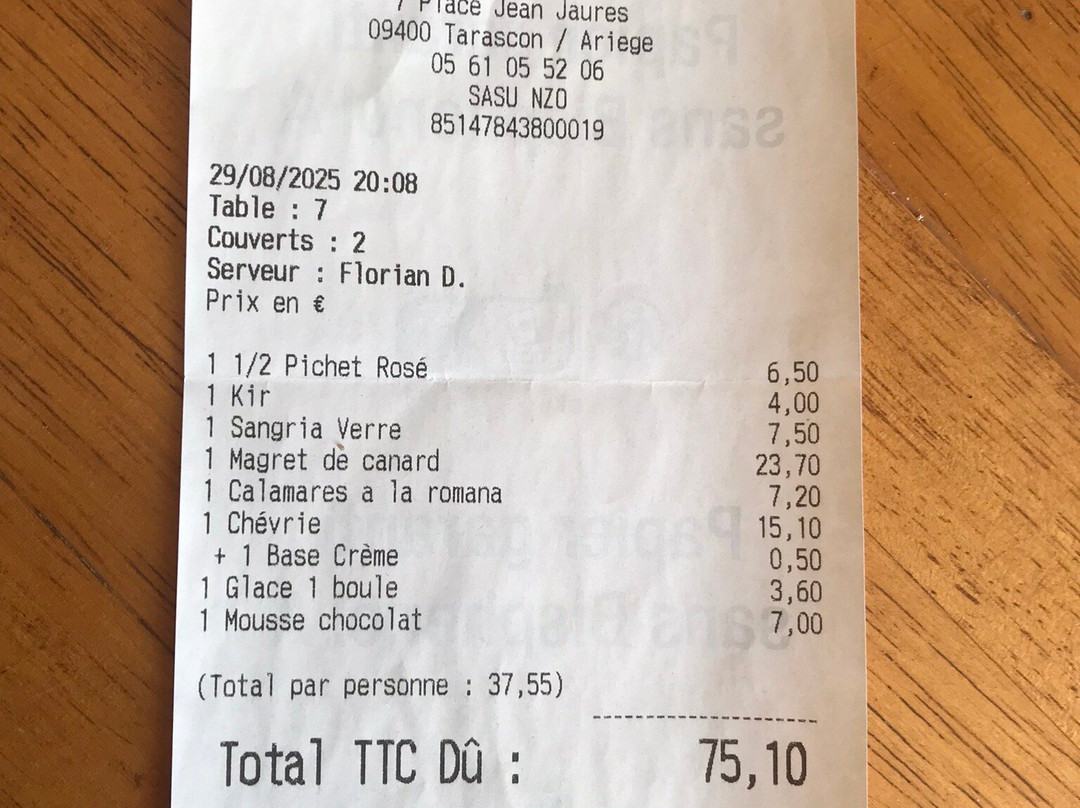 7 Place Jean Jaures
09400 Tarascon / Ariege
05 61 05 52 06
SASU NZO
85147843800019
29/08/2025 20:08
Table : 7
Couverts : 2
Serveur : Florian D.
Prix en €
1 1/2 Pichet Rosé 6,50
1 Kir 4,00
1 Sangria Verre 7,50
1 Magret de canard 23,70
1 Calamares a la romana 7,20
1 Chévrie 15,10
+ 1 Base Crème 0,50
1 Glace 1 boule 3,60
1 Mousse chocolat 7,00
(Total par personne : 37,55)
Total TTC Dû : 75,10